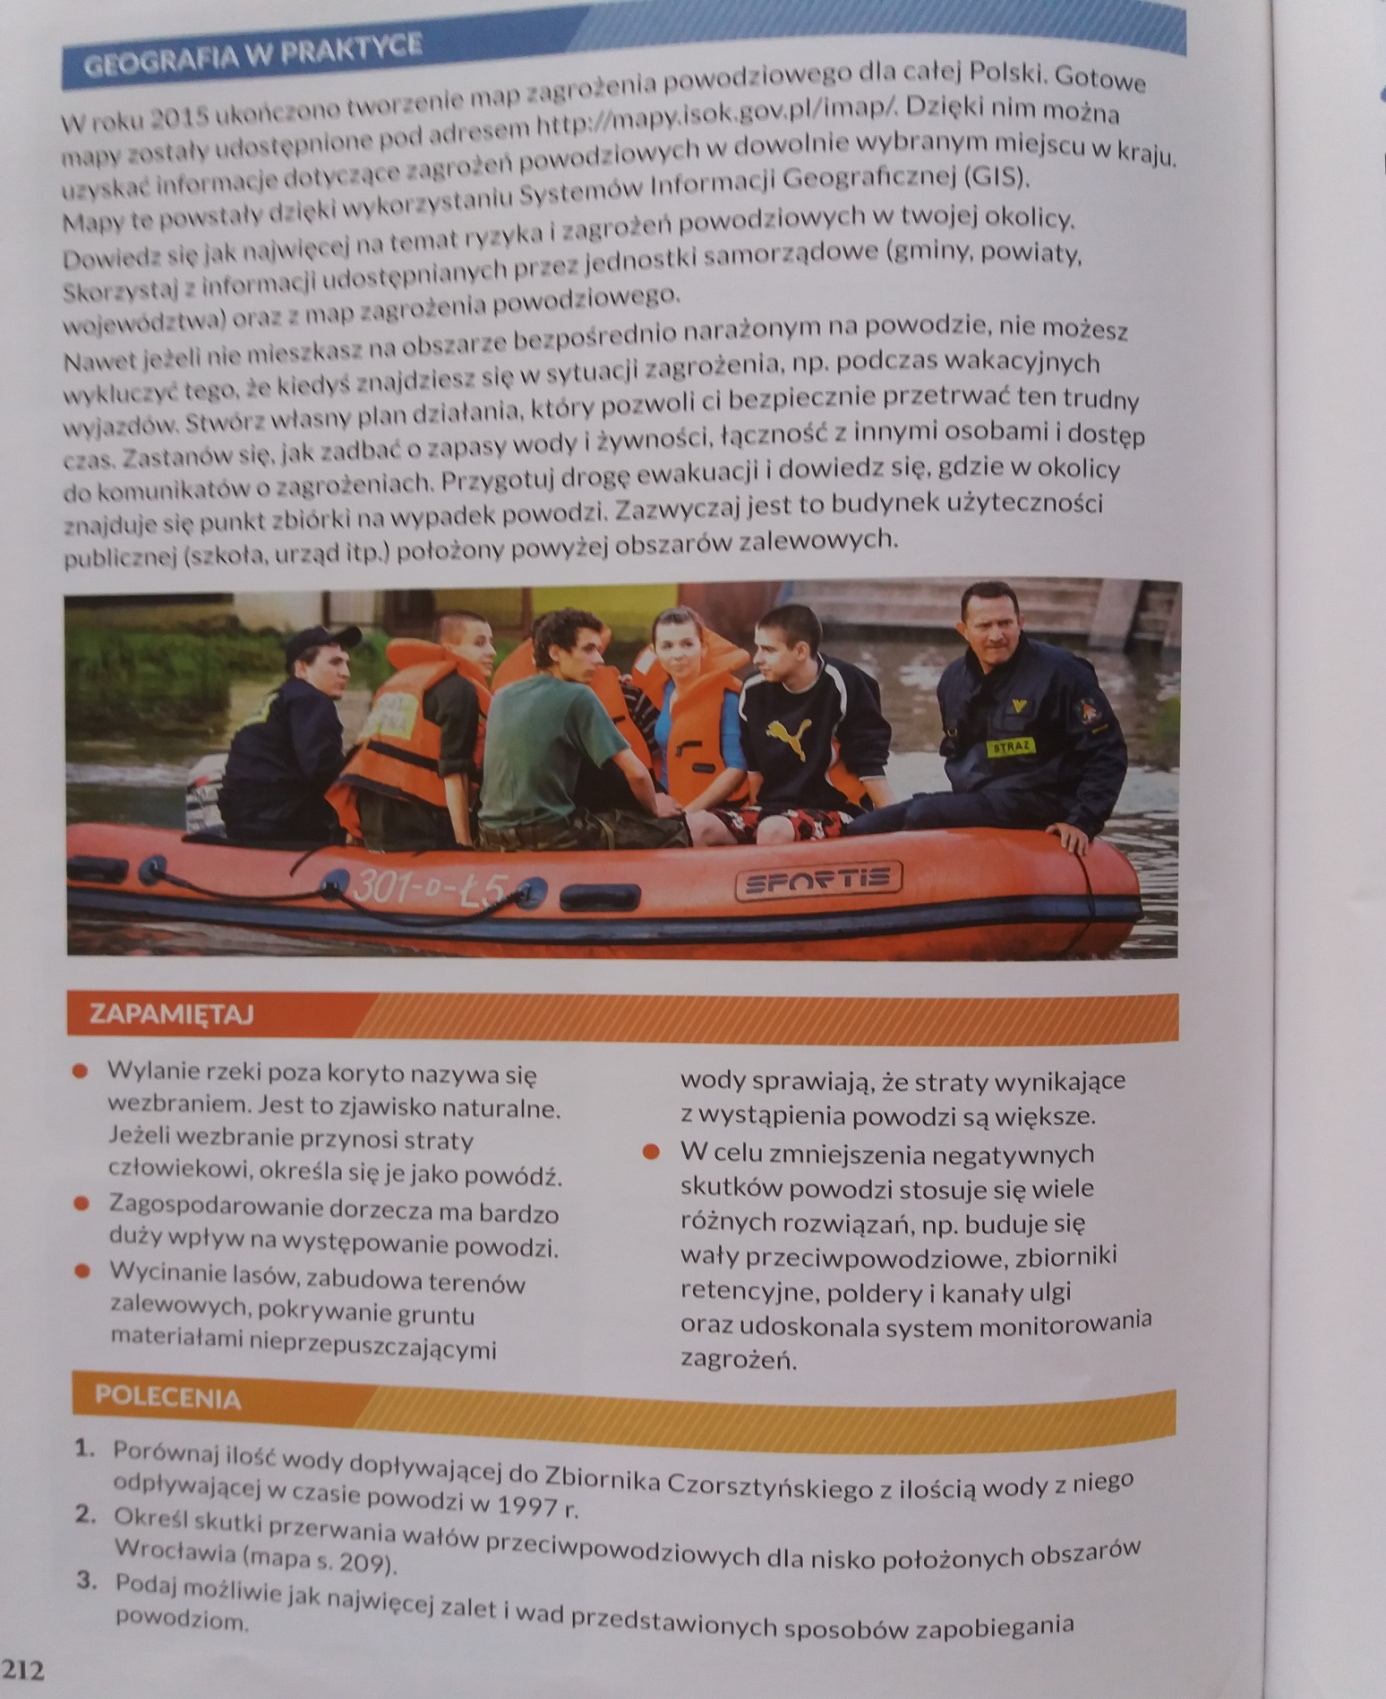 GEOGRAFIA W PRAKTYCE
W roku 2015 ukończono tworzenie map zagrożenia powodziowego dla całej Polski. Gotowe
mapy zostały udostępnione pod adresem http://mapy.isok.gov.pl/imap/. Dzięki nim można
uzyskać informacje dotyczące zagrożeń powodziowych w dowolnie wybranym miejscu w kraju.
Mapy te powstały dzięki wykorzystaniu Systemów Informacji Geograficznej (GIS).
Dowiedz się jak najwięcej na temat ryzyka i zagrożeń powodziowych w twojej okolicy.
Skorzystaj z informacji udostępnianych przez jednostki samorządowe (gminy, powiaty,
województwa) oraz z map zagrożenia powodziowego.
Nawet jeżeli nie mieszkasz na obszarze bezpośrednio narażonym na powodzie, nie możesz
wykluczyć tego, że kiedyś znajdziesz się w sytuacji zagrożenia, np. podczas wakacyjnych
wyjazdów. Stwórz własny plan działania, który pozwoli ci bezpiecznie przetrwać ten trudny
czas. Zastanów się, jak zadbać o zapasy wody i żywności, łączność z innymi osobami i dostęp
do komunikatów o zagrożeniach. Przygotuj drogę ewakuacji i dowiedz się, gdzie w okolicy
znajduje się punkt zbiórki na wypadek powodzi. Zazwyczaj jest to budynek użyteczności
publicznej (szkoła, urząd itp.) położony powyżej obszarów zalewowych.
STRAŻ
301-D-Ł5
SPORTIS
ZAPAMIĘTAJ
● Wylanie rzeki poza koryto nazywa się
wezbraniem. Jest to zjawisko naturalne.
Jeżeli wezbranie przynosi straty
człowiekowi, określa się je jako powódź.
● Zagospodarowanie dorzecza ma bardzo
duży wpływ na występowanie powodzi.
● Wycinanie lasów, zabudowa terenów
zalewowych, pokrywanie gruntu
materiałami nieprzepuszczającymi
wody sprawiają, że straty wynikające
z wystąpienia powodzi są większe.
● W celu zmniejszenia negatywnych
skutków powodzi stosuje się wiele
różnych rozwiązań, np. buduje się
wały przeciwpowodziowe, zbiorniki
retencyjne, poldery i kanały ulgi
oraz udoskonala system monitorowania
zagrożeń.
POLECENIA
1. Porównaj ilość wody dopływającej do Zbiornika Czorsztyńskiego z ilością wody z niego
odpływającej w czasie powodzi w 1997 r.
2. Określ skutki przerwania wałów przeciwpowodziowych dla nisko położonych obszarów
Wrocławia (mapa s. 209).
3. Podaj możliwie jak najwięcej zalet i wad przedstawionych sposobów zapobiegania
powodziom.
212